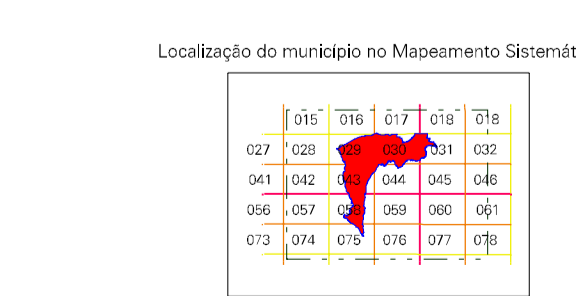 Localização do município no Mapeamento Sistemát
015 016 017 018 018
027 028 029 030 031 032
041 042 043 044 045 046
056 057 058 059 060 061
073 074 075 076 077 078